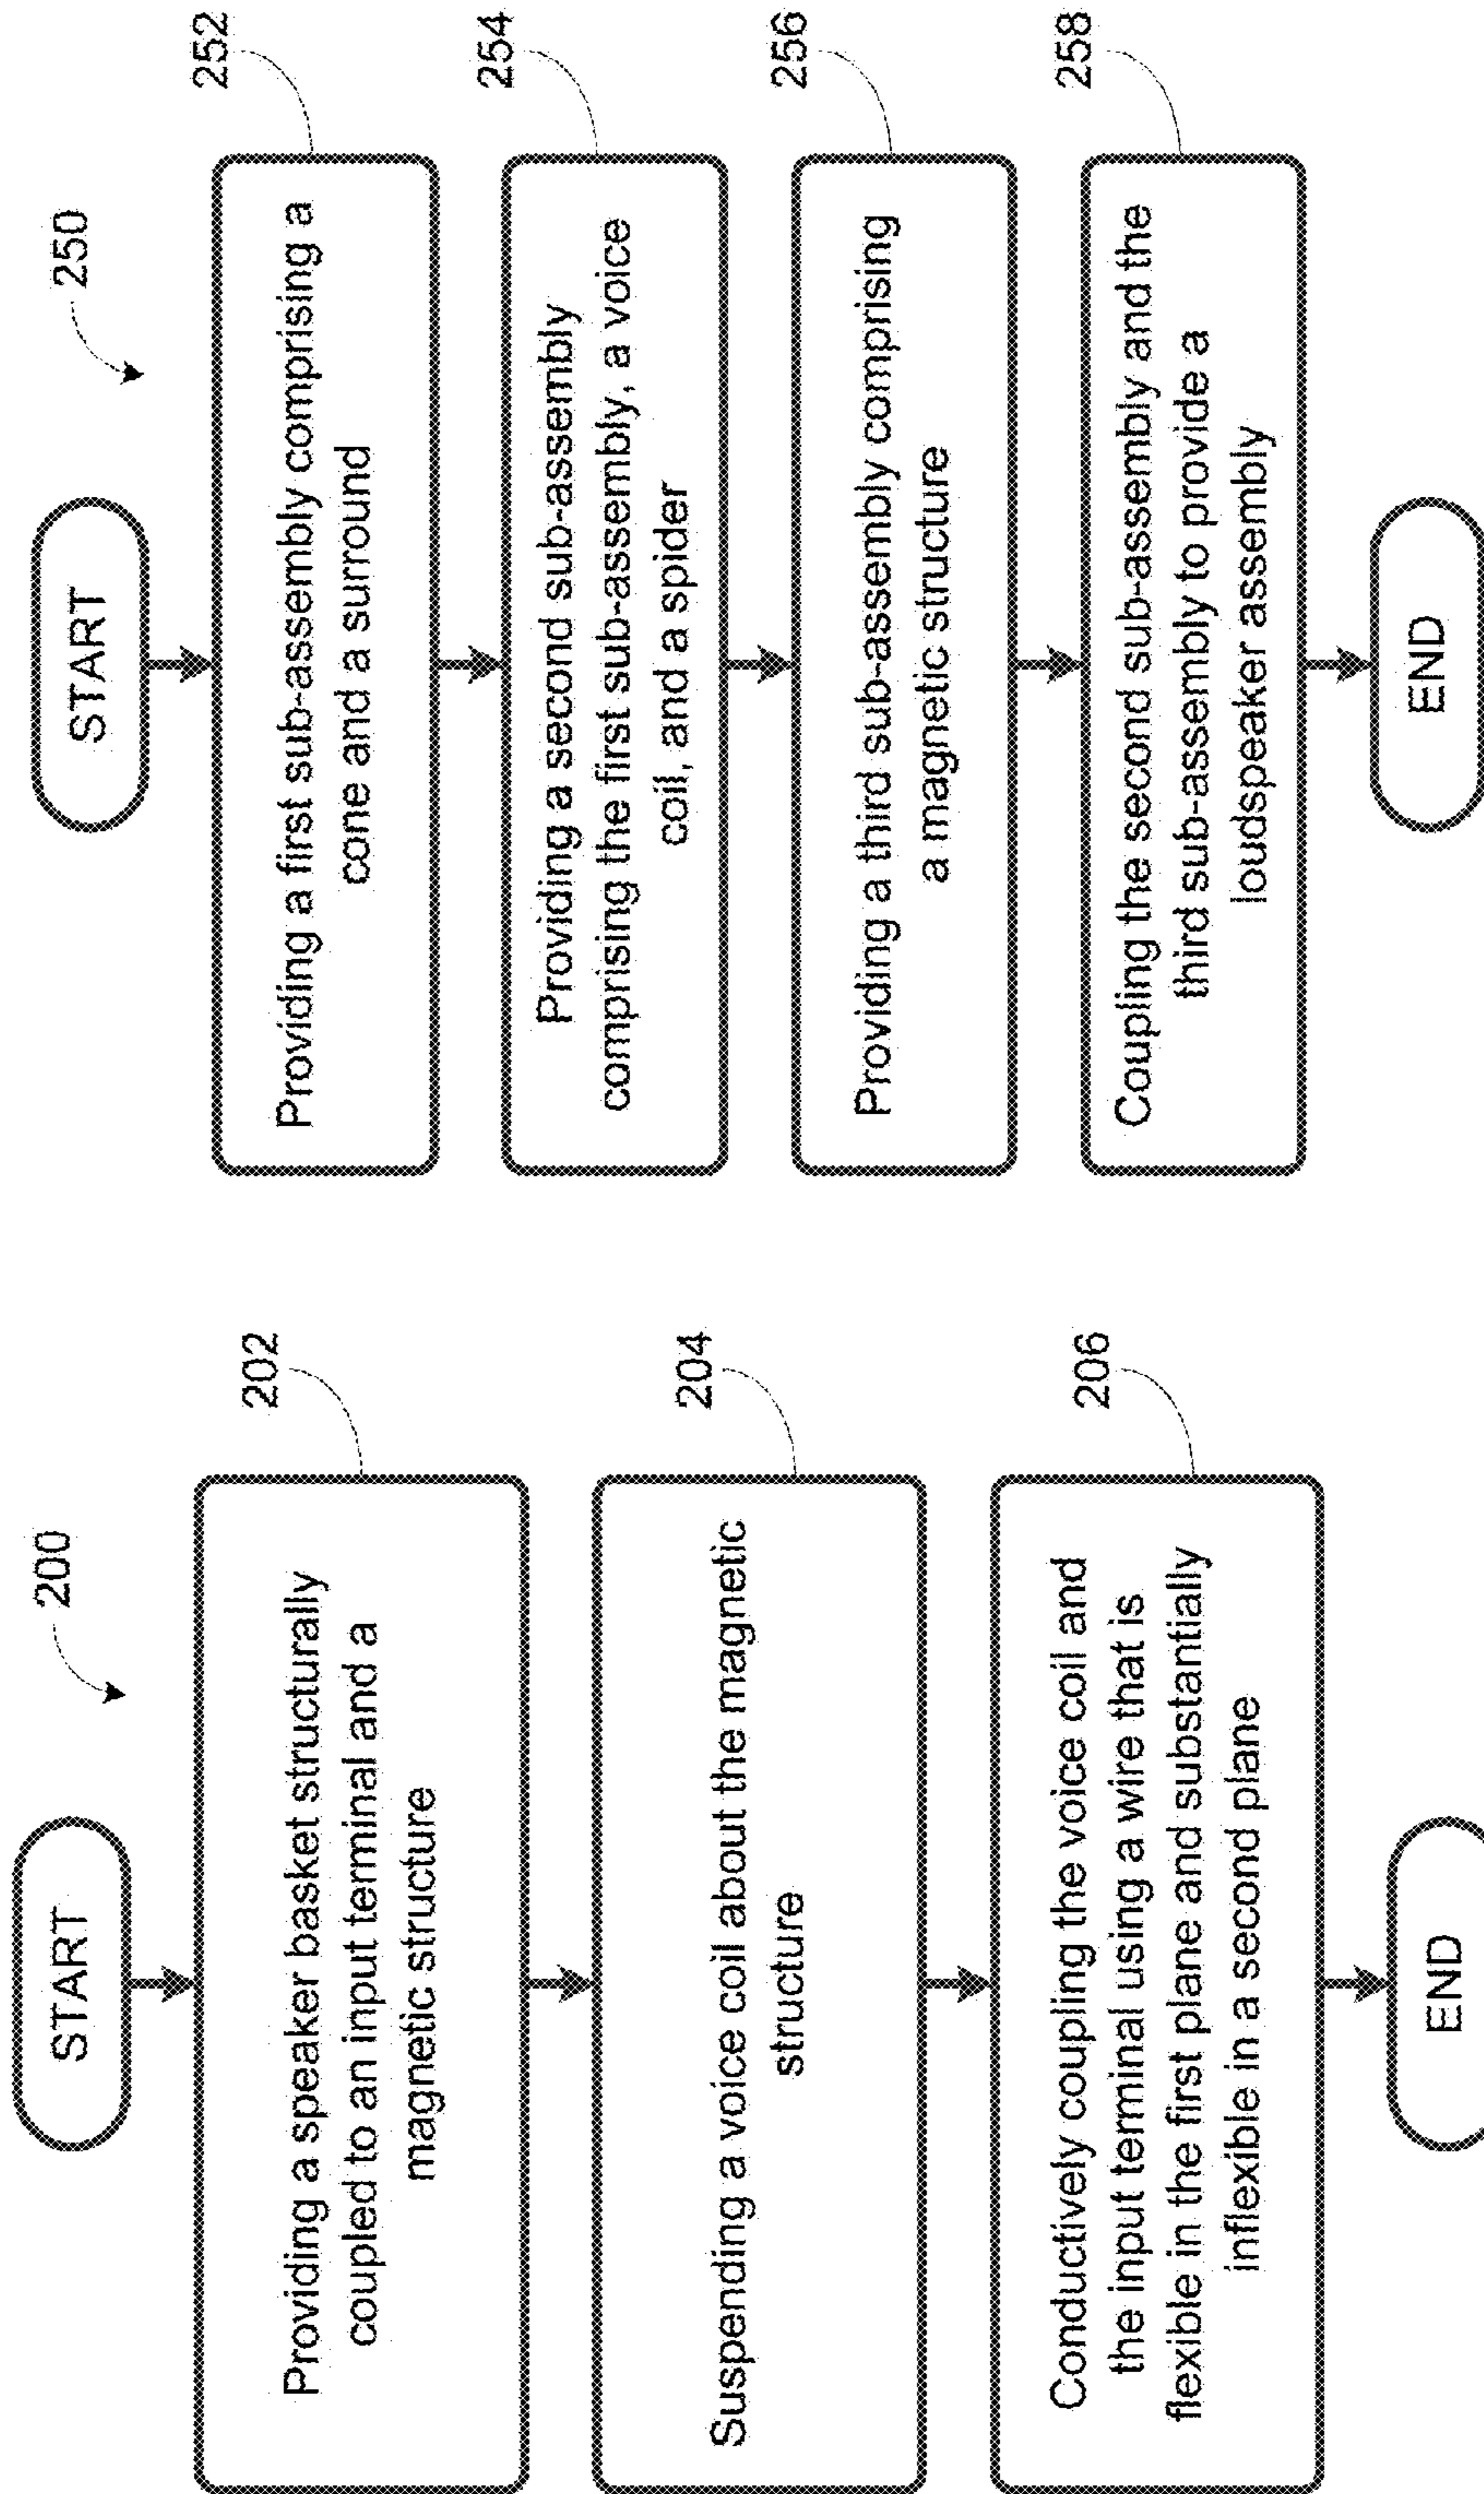 200
START
Providing a speaker basket structurally
coupled to an input terminal and a
magnetic structure
202
Suspending a voice coil about the magnetic
structure
204
Conductively coupling the voice coil and
the input terminal using a wire that is
flexible in the first plane and substantially
inflexible in a second plane
206
END
250
START
Providing a first sub-assembly comprising a
cone and a surround
252
Providing a second sub-assembly
comprising the first sub-assembly, a voice
coil, and a spider
254
Providing a third sub-assembly comprising
a magnetic structure
256
Coupling the second sub-assembly and the
third sub-assembly to provide a
loudspeaker assembly
258
END